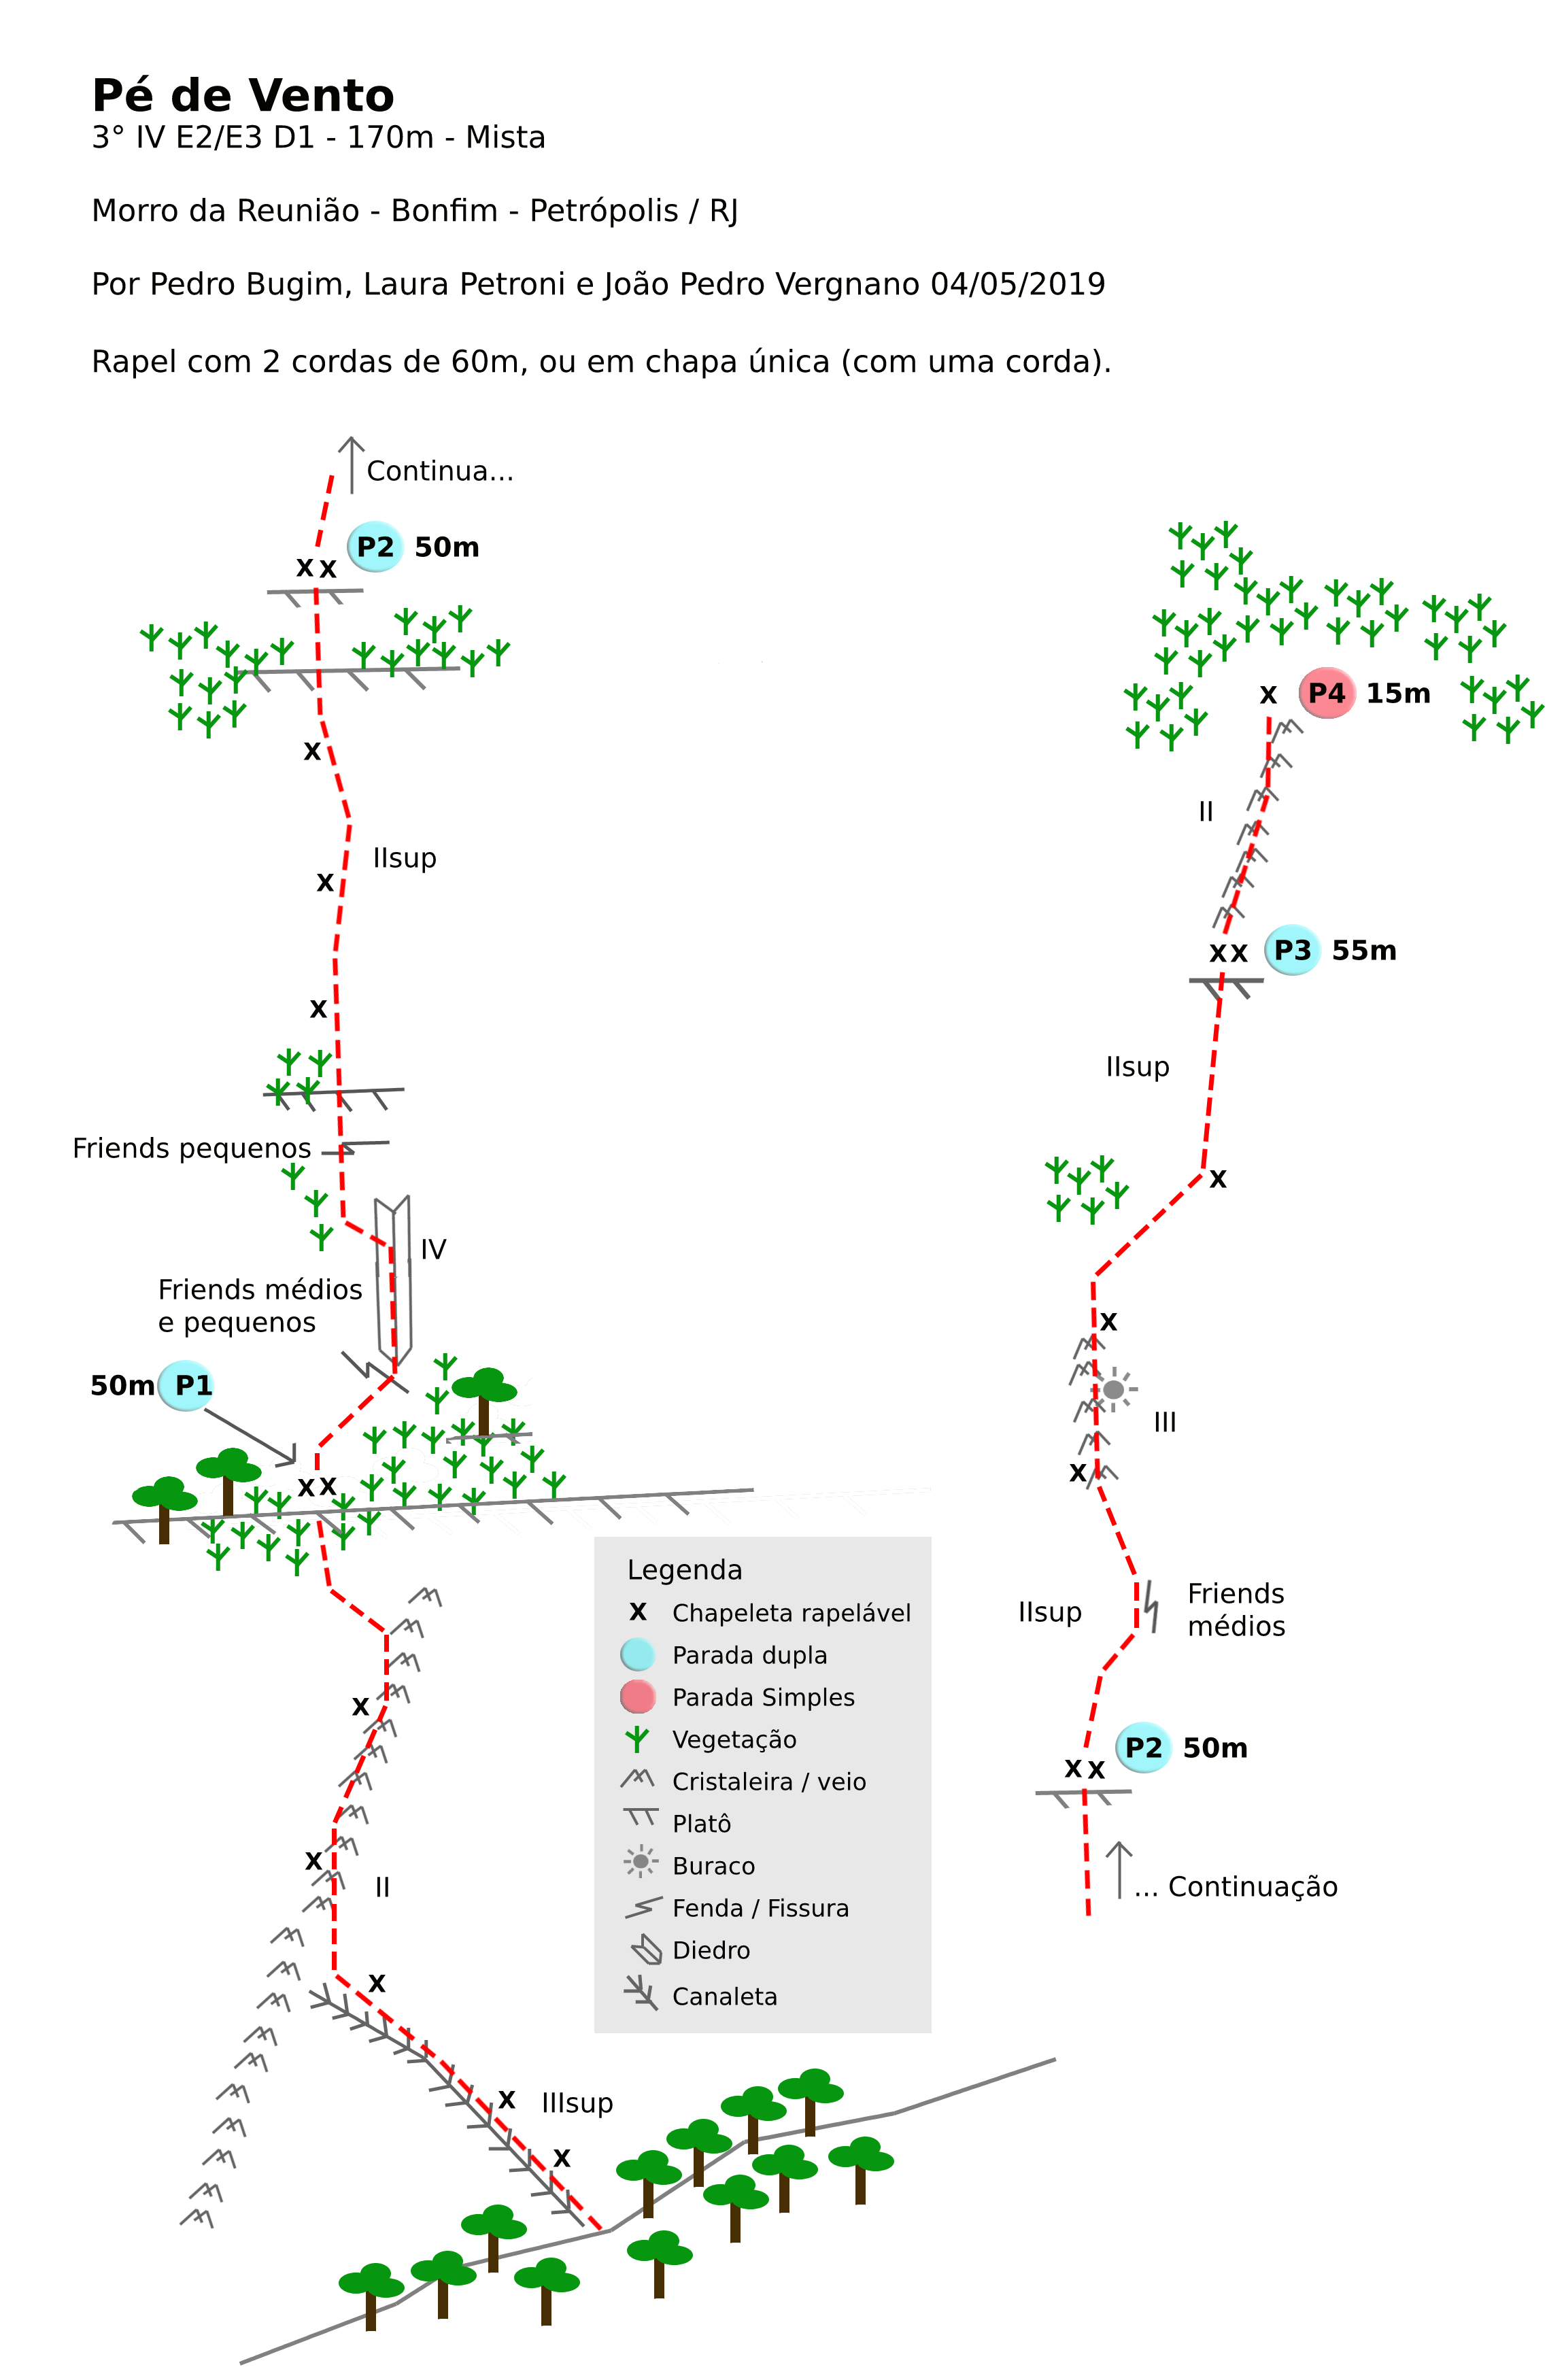 Pé de Vento
3° IV E2/E3 D1 - 170m - Mista
Morro da Reunião - Bonfim - Petrópolis / RJ
Por Pedro Bugim, Laura Petroni e João Pedro Vergnano 04/05/2019
Rapel com 2 cordas de 60m, ou em chapa única (com uma corda).
Continua...
X X P2 50m
X
IIsup
X
X
Friends pequenos
IV
Friends médios
e pequenos
50m P1
X X
X
X
II
X
X IIIsup
X
Legenda
X Chapeleta rapelável
Parada dupla
Parada Simples
Vegetação
Cristaleira / veio
Platô
Buraco
Fenda / Fissura
Diedro
Canaleta
X P4 15m
II
X X P3 55m
IIsup
X
X
III
X
Friends
médios
IIsup
P2 50m
X X
... Continuação